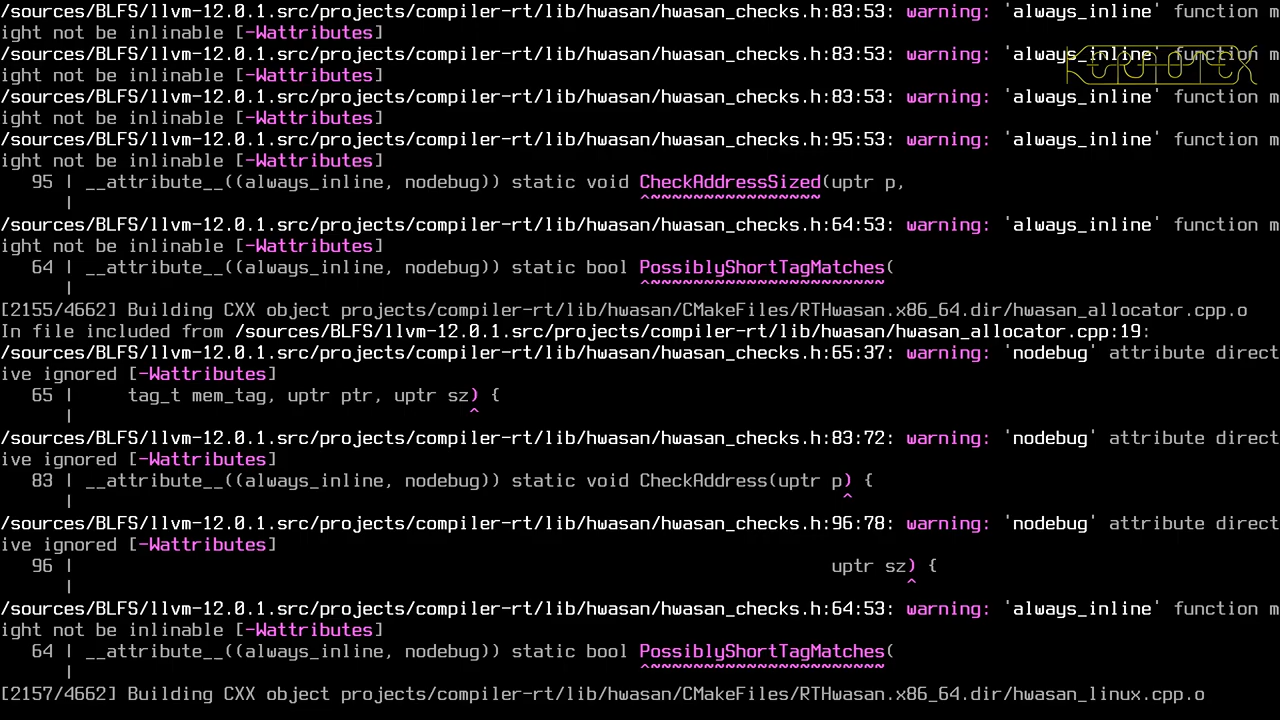 /sources/BLFS/llvm-12.0.1.src/projects/compiler-rt/lib/hwasan/hwasan_checks.h:83:53: warning: 'always_inline' function m
ight not be inlinable [-Wattributes]
/sources/BLFS/llvm-12.0.1.src/projects/compiler-rt/lib/hwasan/hwasan_checks.h:83:53: warning: 'always_inline' function m
ight not be inlinable [-Wattributes]
/sources/BLFS/llvm-12.0.1.src/projects/compiler-rt/lib/hwasan/hwasan_checks.h:83:53: warning: 'always_inline' function m
ight not be inlinable [-Wattributes]
/sources/BLFS/llvm-12.0.1.src/projects/compiler-rt/lib/hwasan/hwasan_checks.h:95:53: warning: 'always_inline' function m
ight not be inlinable [-Wattributes]
   95 | __attribute__((always_inline, nodebug)) static void CheckAddressSized(uptr p,
      |                                                     ^~~~~~~~~~~~~~~~~
/sources/BLFS/llvm-12.0.1.src/projects/compiler-rt/lib/hwasan/hwasan_checks.h:64:53: warning: 'always_inline' function m
ight not be inlinable [-Wattributes]
   64 | __attribute__((always_inline, nodebug)) static bool PossiblyShortTagMatches(
      |                                                     ^~~~~~~~~~~~~~~~~~~~~~~
[2155/4662] Building CXX object projects/compiler-rt/lib/hwasan/CMakeFiles/RTHwasan.x86_64.dir/hwasan_allocator.cpp.o
In file included from /sources/BLFS/llvm-12.0.1.src/projects/compiler-rt/lib/hwasan/hwasan_allocator.cpp:19:
/sources/BLFS/llvm-12.0.1.src/projects/compiler-rt/lib/hwasan/hwasan_checks.h:65:37: warning: 'nodebug' attribute direct
ive ignored [-Wattributes]
   65 |     tag_t mem_tag, uptr ptr, uptr sz) {
      |                                     ^
/sources/BLFS/llvm-12.0.1.src/projects/compiler-rt/lib/hwasan/hwasan_checks.h:83:72: warning: 'nodebug' attribute direct
ive ignored [-Wattributes]
   83 | __attribute__((always_inline, nodebug)) static void CheckAddress(uptr p) {
      |                                                                        ^
/sources/BLFS/llvm-12.0.1.src/projects/compiler-rt/lib/hwasan/hwasan_checks.h:96:78: warning: 'nodebug' attribute direct
ive ignored [-Wattributes]
   96 |                                                                       uptr sz) {
      |                                                                              ^
/sources/BLFS/llvm-12.0.1.src/projects/compiler-rt/lib/hwasan/hwasan_checks.h:64:53: warning: 'always_inline' function m
ight not be inlinable [-Wattributes]
   64 | __attribute__((always_inline, nodebug)) static bool PossiblyShortTagMatches(
      |                                                     ^~~~~~~~~~~~~~~~~~~~~~~
[2157/4662] Building CXX object projects/compiler-rt/lib/hwasan/CMakeFiles/RTHwasan.x86_64.dir/hwasan_linux.cpp.o